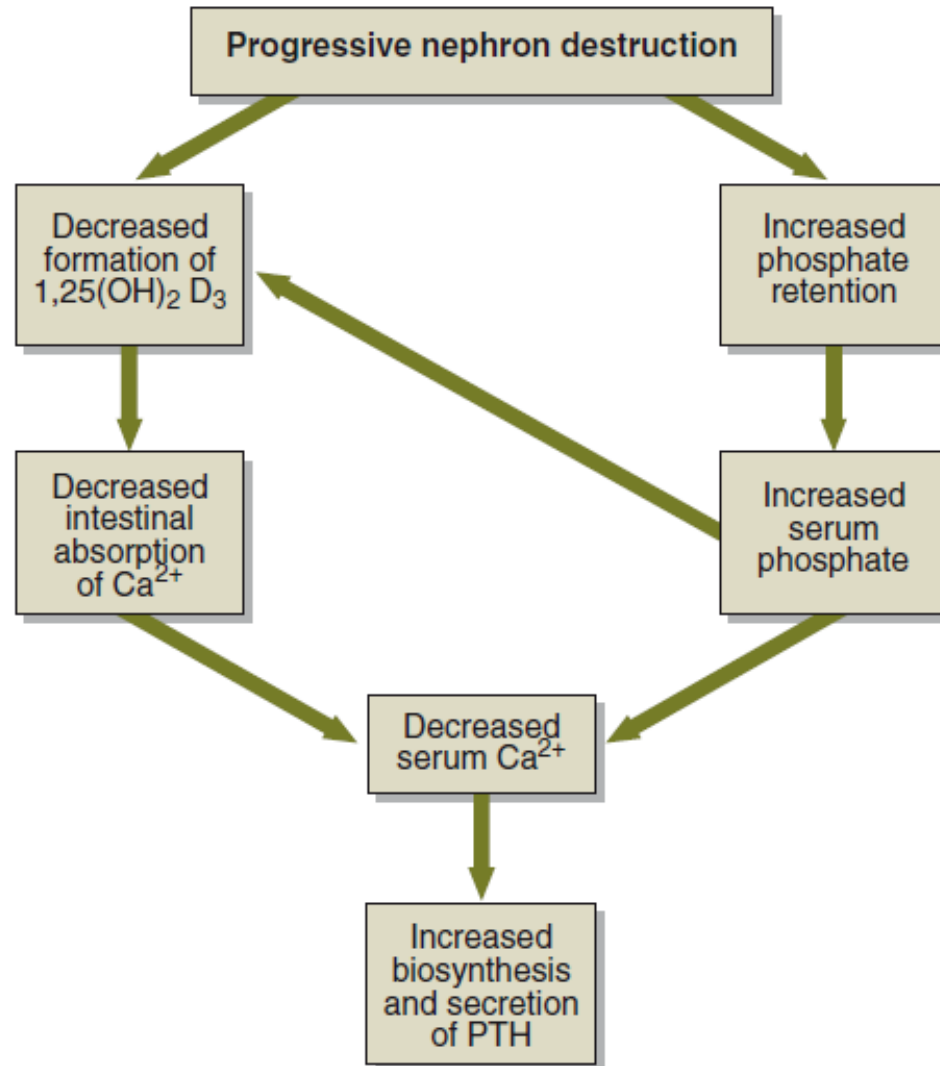 Progressive nephron destruction
Decreased
formation of
1,25(OH)₂ D₃
Increased
phosphate
retention
Decreased
intestinal
absorption
of Ca²⁺
Increased
serum
phosphate
Decreased
serum Ca²⁺
Increased
biosynthesis
and secretion
of PTH